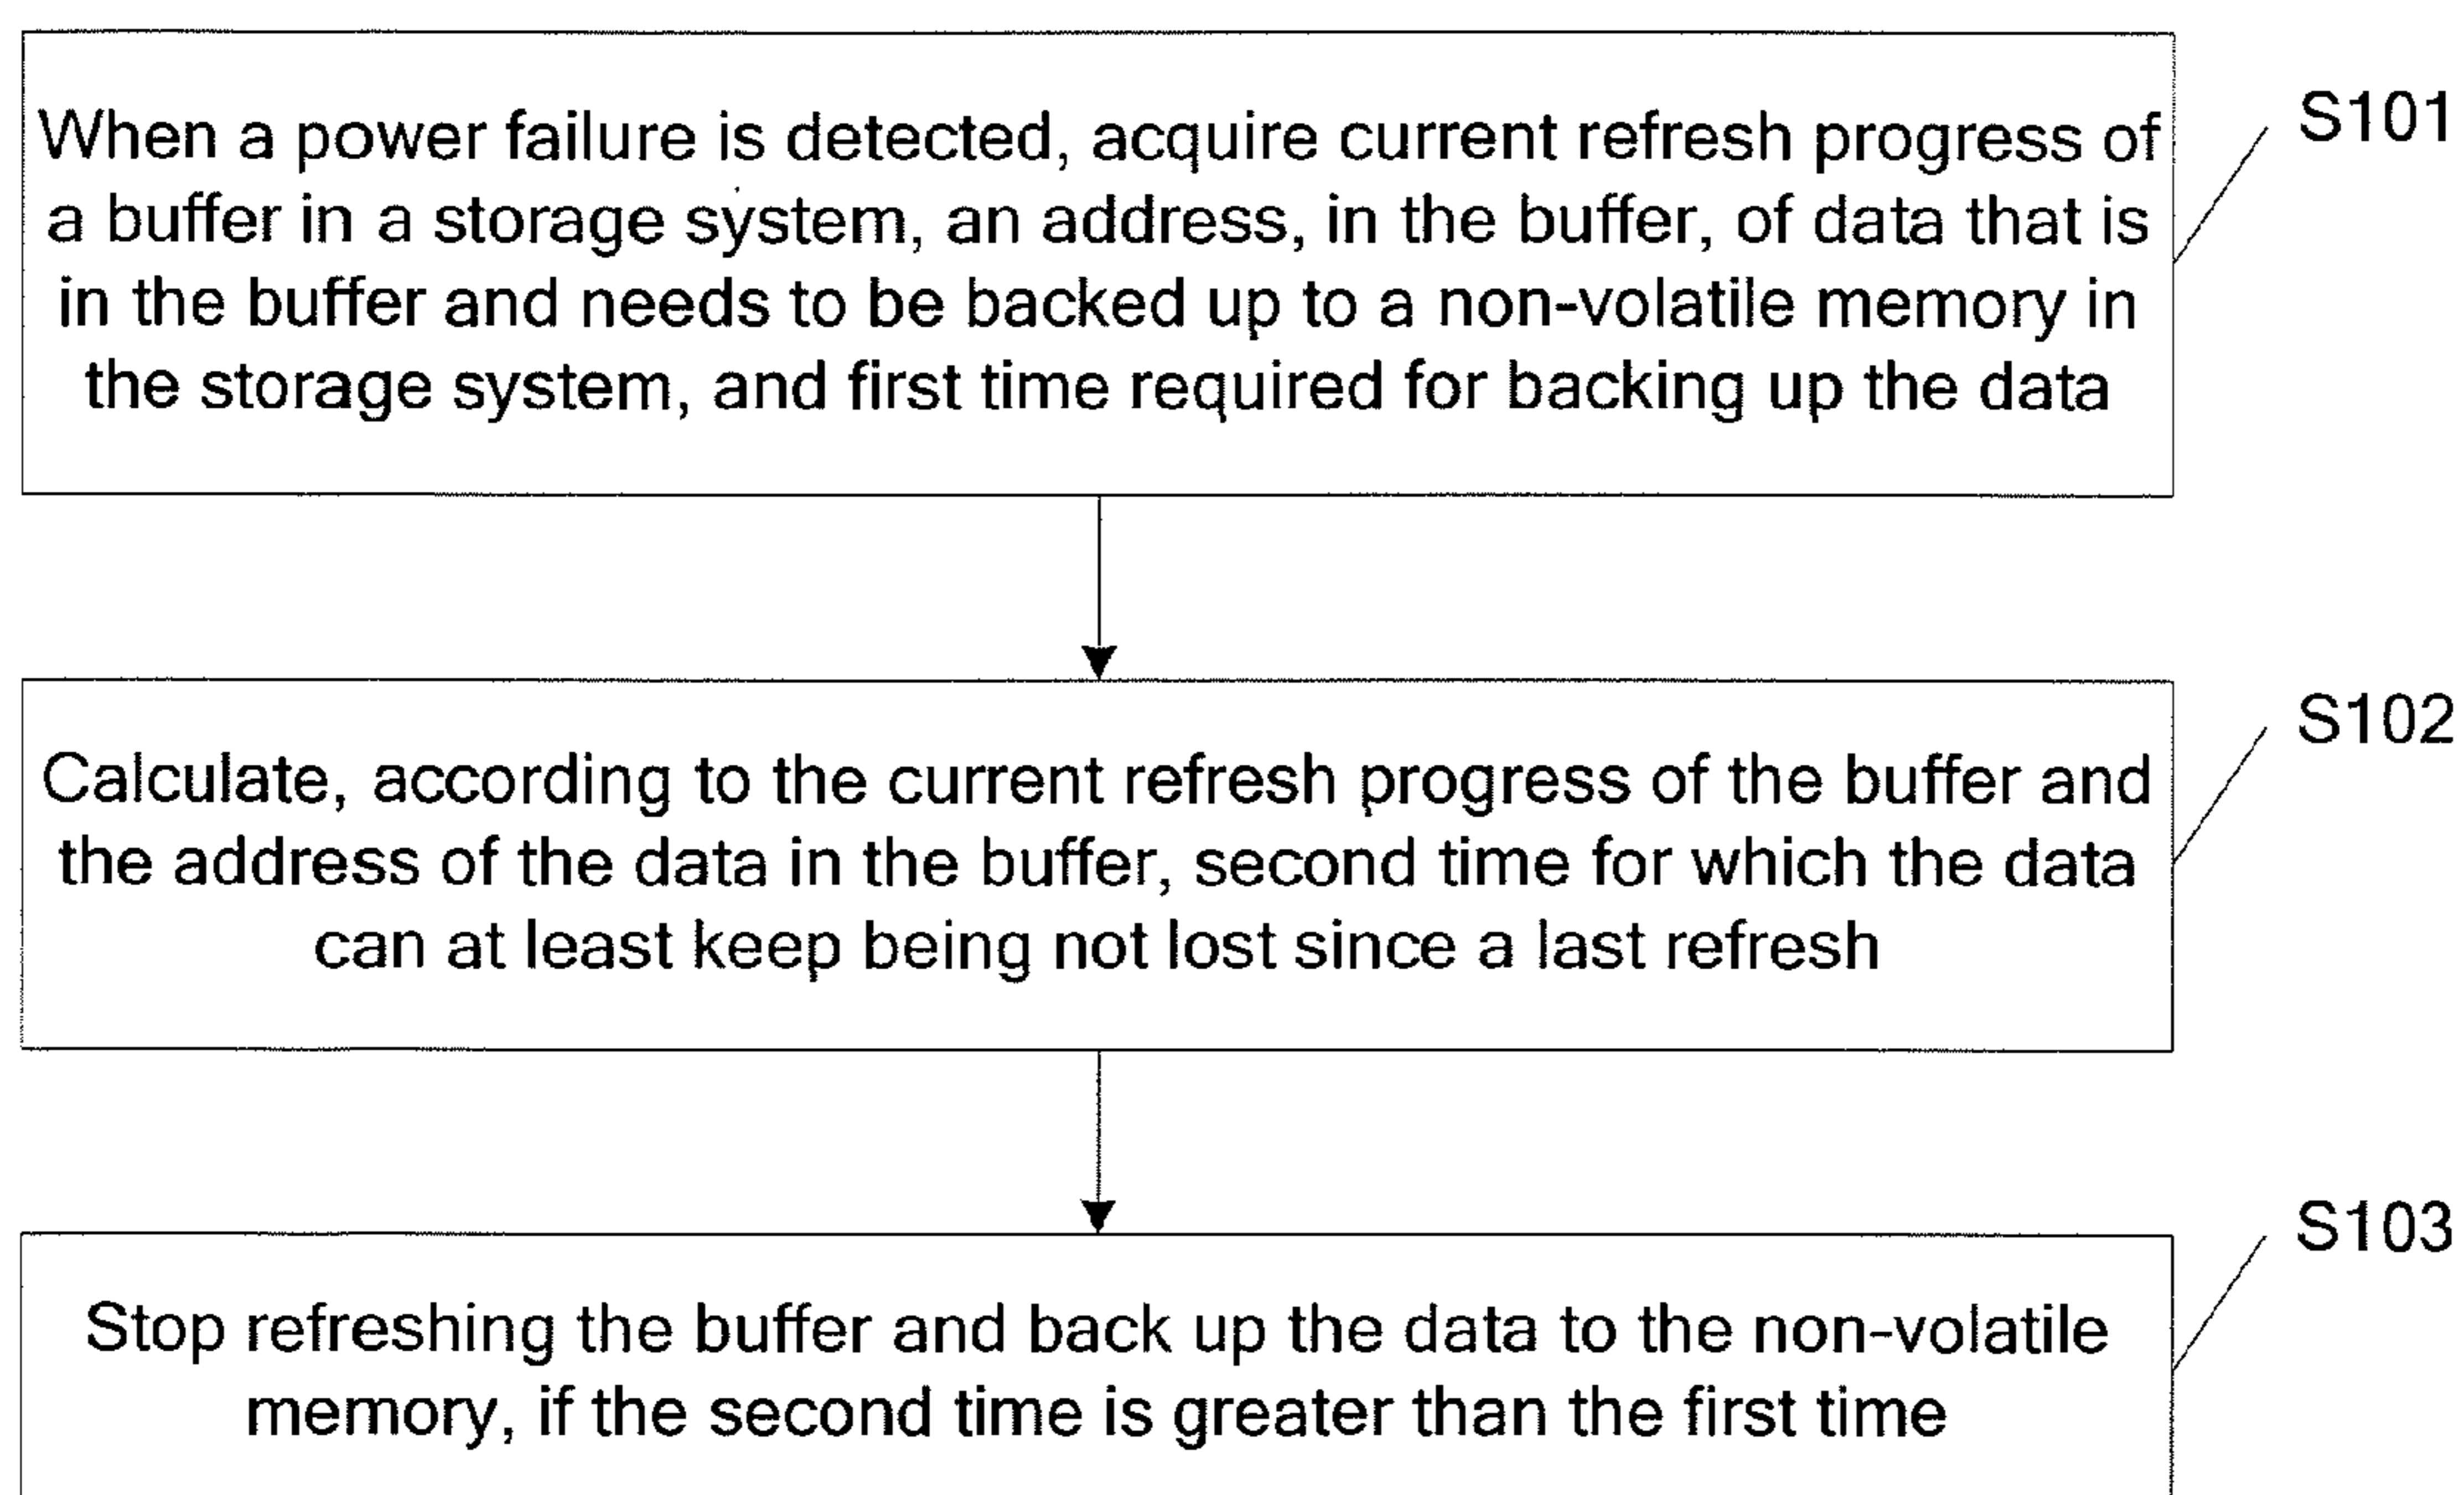 When a power failure is detected, acquire current refresh progress of
a buffer in a storage system, an address, in the buffer, of data that is
in the buffer and needs to be backed up to a non-volatile memory in
the storage system, and first time required for backing up the data
S101
Calculate, according to the current refresh progress of the buffer and
the address of the data in the buffer, second time for which the data
can at least keep being not lost since a last refresh
S102
Stop refreshing the buffer and back up the data to the non-volatile
memory, if the second time is greater than the first time
S103